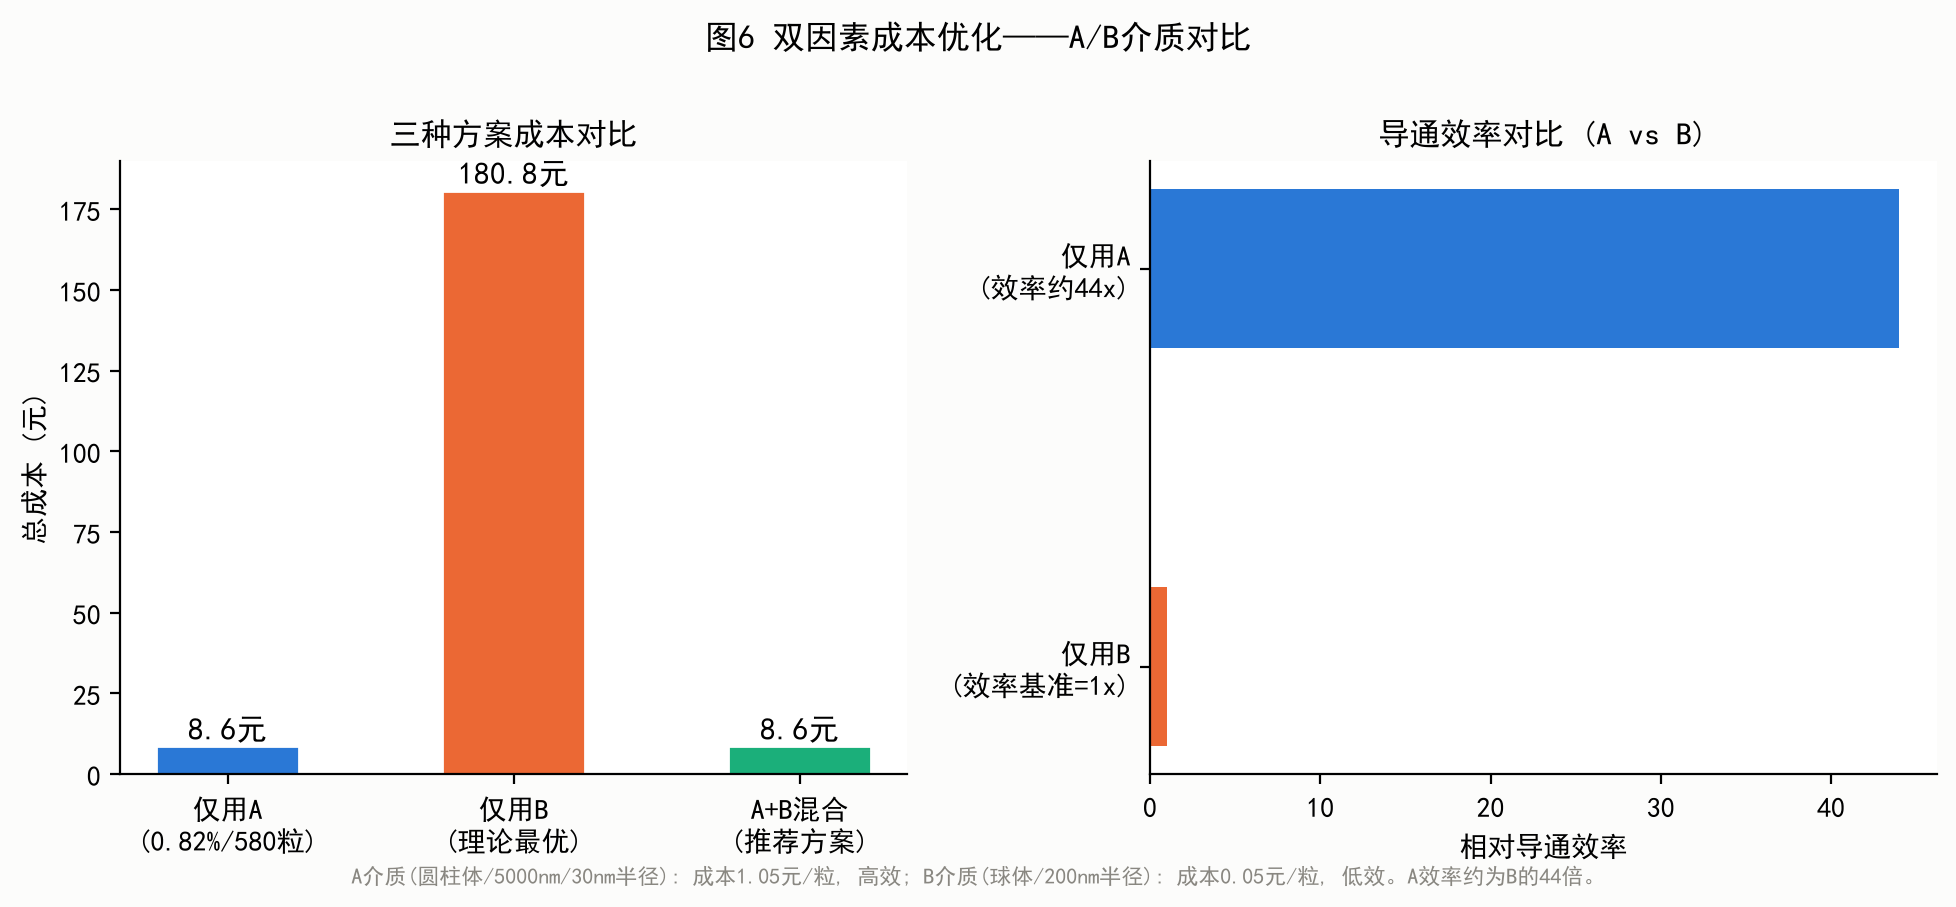 图6 双因素成本优化——A/B介质对比
三种方案成本对比
总成本 (元)
175
150
125
100
75
50
25
0
8.6元
180.8元
8.6元
仅用A
(0.82%/580粒)
仅用B
(理论最优)
A+B混合
(推荐方案)
导通效率对比 (A vs B)
仅用A
(效率约44x)
仅用B
(效率基准=1x)
0
10
20
30
40
相对导通效率
A介质(圆柱体/5000nm/30nm半径): 成本1.05元/粒, 高效; B介质(球体/200nm半径): 成本0.05元/粒, 低效。A效率约为B的44倍。